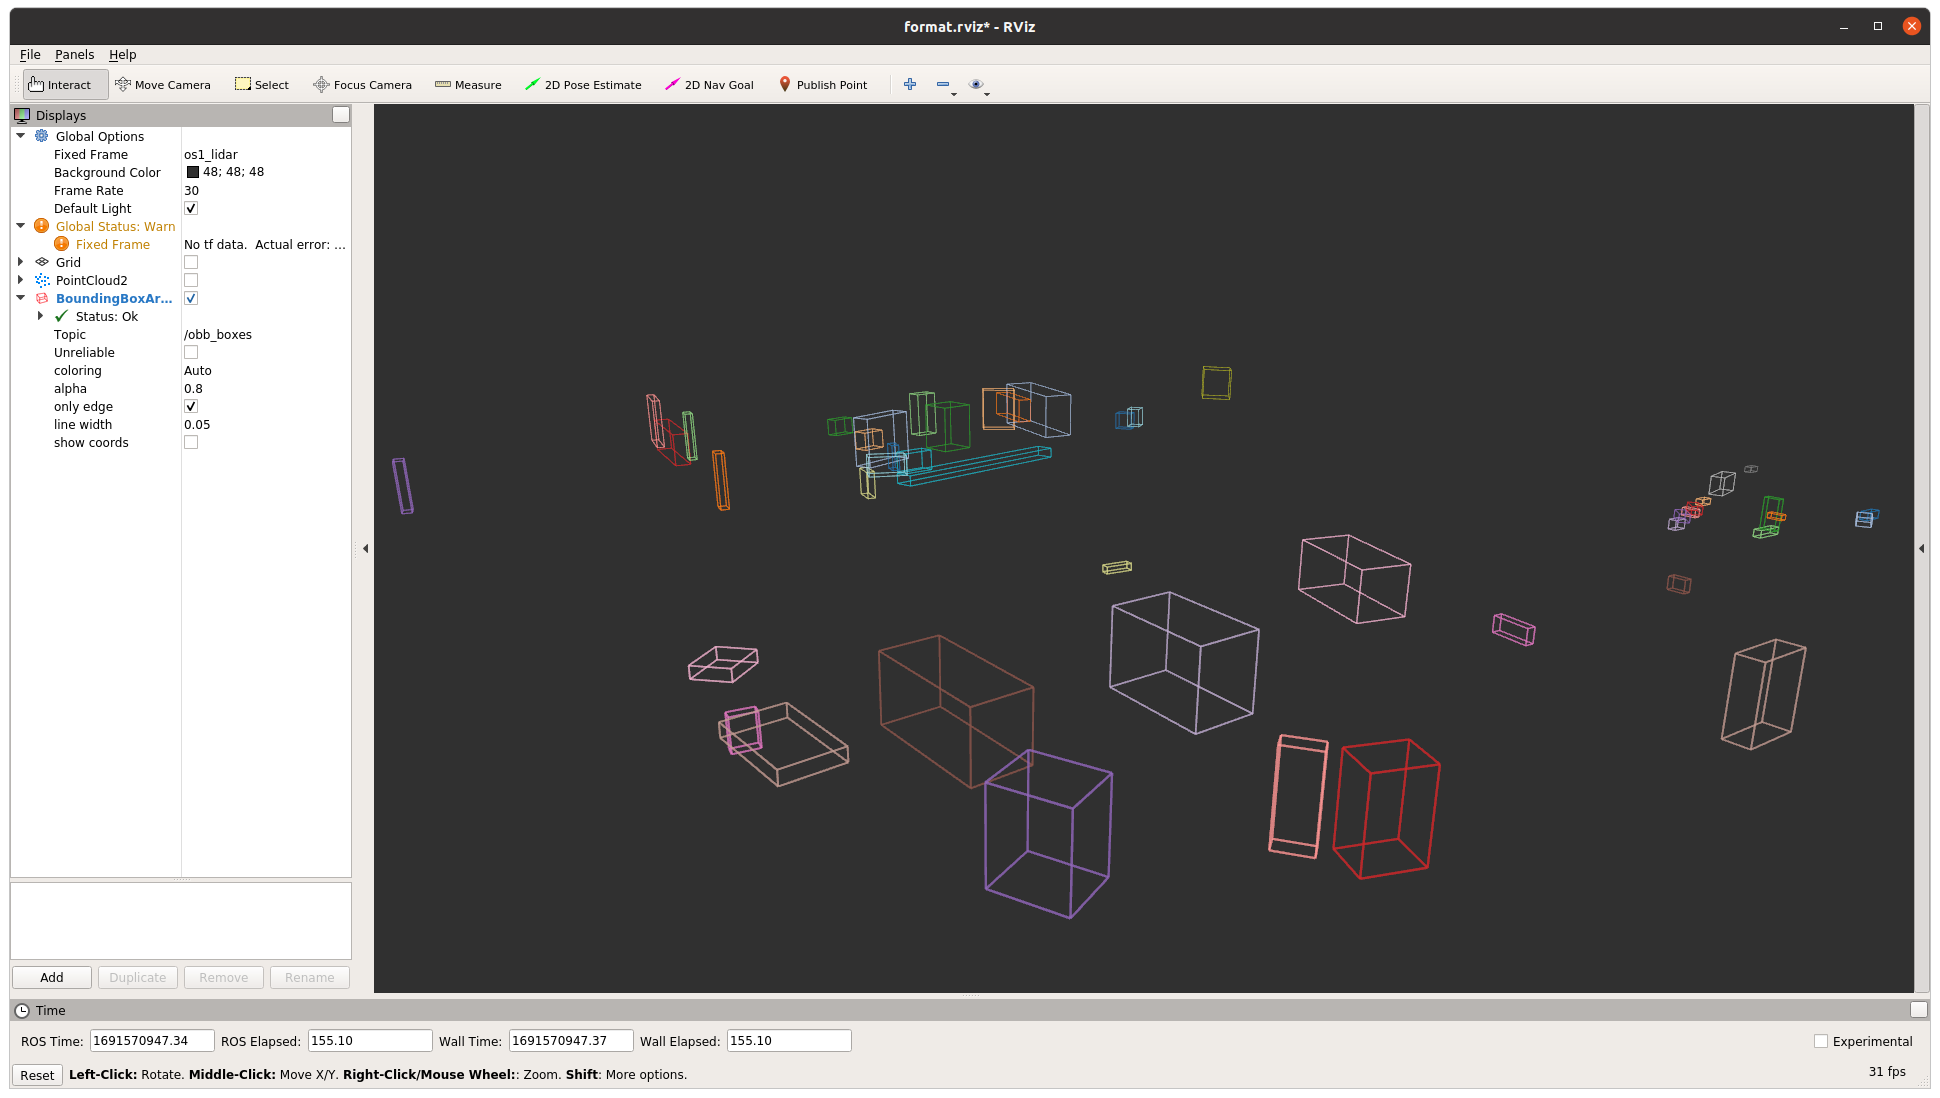 format.rviz* - RViz
File Panels Help
Interact Move Camera Select Focus Camera Measure 2D Pose Estimate 2D Nav Goal Publish Point
Displays
Global Options
Fixed Frame os1_lidar
Background Color 48; 48; 48
Frame Rate 30
Default Light
Global Status: Warn
Fixed Frame No tf data. Actual error: ...
Grid
PointCloud2
BoundingBoxAr...
Status: Ok
Topic /obb_boxes
Unreliable
coloring Auto
alpha 0.8
only edge
line width 0.05
show coords
Add Duplicate Remove Rename
Time
ROS Time: 1691570947.34 ROS Elapsed: 155.10 Wall Time: 1691570947.37 Wall Elapsed: 155.10 Experimental
Reset Left-Click: Rotate. Middle-Click: Move X/Y. Right-Click/Mouse Wheel:: Zoom. Shift: More options. 31 fps